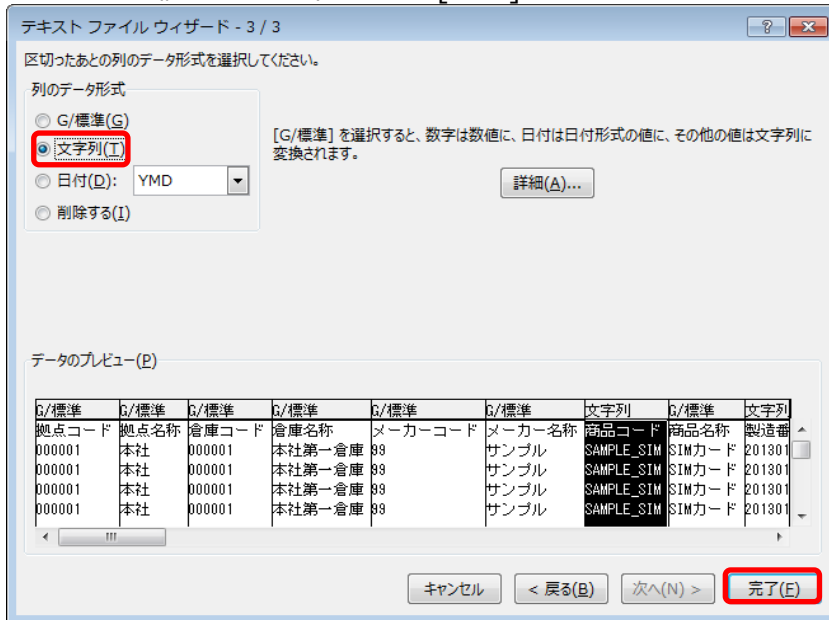 テキスト ファイル ウィザード - 3 / 3
区切ったあとの列のデータ形式を選択してください。
列のデータ形式
G/標準(G)
文字列(T)
日付(D): YMD
削除する(I)
[G/標準] を選択すると、数字は数値に、日付は日付形式の値に、その他の値は文字列に
変換されます。
詳細(A)...
データのプレビュー(P)
G/標準 G/標準 G/標準 G/標準 G/標準 G/標準 文字列 G/標準 文字列
拠点コード 拠点名称 倉庫コード 倉庫名称 メーカーコード メーカー名称 商品コード 商品名称 製造番
000001 本社 000001 本社第一倉庫 99 サンプル SAMPLE_SIM SIMカード 201301
000001 本社 000001 本社第一倉庫 99 サンプル SAMPLE_SIM SIMカード 201301
000001 本社 000001 本社第一倉庫 99 サンプル SAMPLE_SIM SIMカード 201301
000001 本社 000001 本社第一倉庫 99 サンプル SAMPLE_SIM SIMカード 201301
キャンセル < 戻る(B) 次へ(N) > 完了(F)